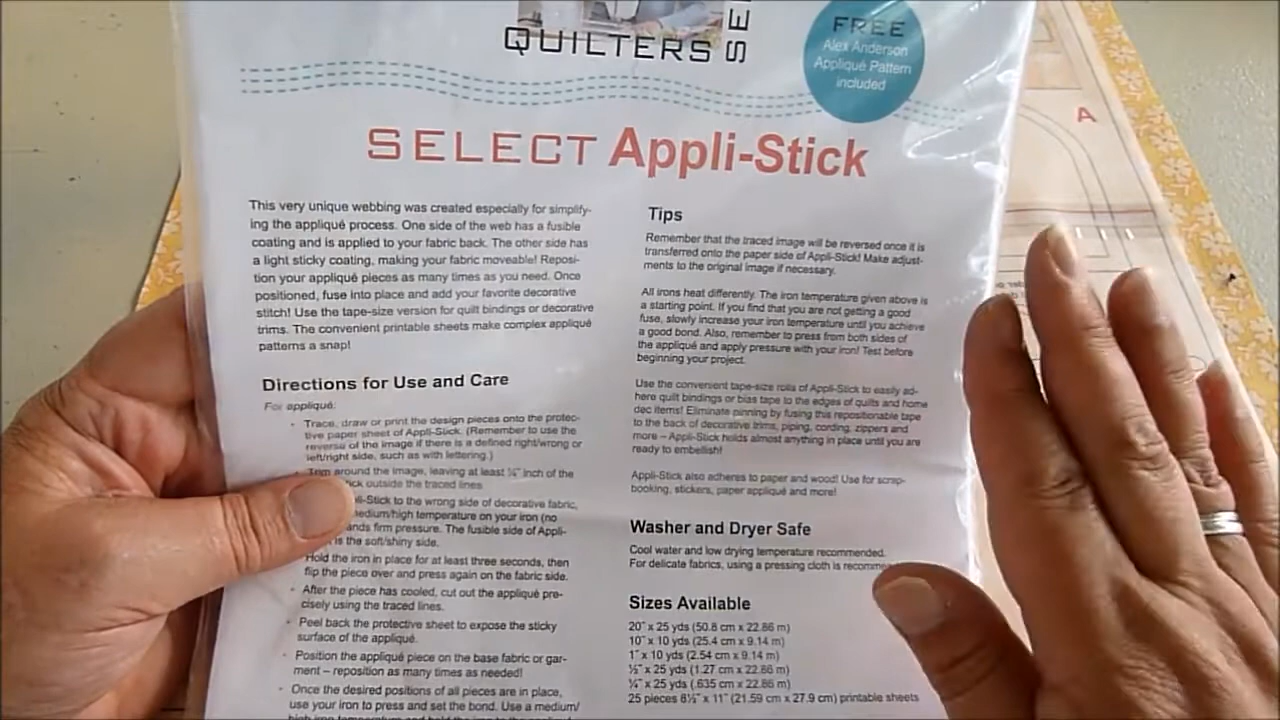 QUILTERS
SE
FREE
Alex Anderson
Appliqué Pattern
included
A
SELECT Appli-Stick
This very unique webbing was created especially for simplify-
ing the appliqué process. One side of the web has a fusible
coating and is applied to your fabric back. The other side has
a light sticky coating, making your fabric moveable! Reposi-
tion your appliqué pieces as many times as you need. Once
positioned, fuse into place and add your favorite decorative
stitch! Use the tape-size version for quilt bindings or decorative
trims. The convenient printable sheets make complex appliqué
patterns a snap!
Directions for Use and Care
For appliqué:
• Trace, draw or print the design pieces onto the protec-
tive paper sheet of Appli-Stick. (Remember to use the
reverse of the image if there is a defined right/wrong or
left/right side, such as with lettering.)
• Trim around the image, leaving at least ¼" inch of the
ick outside the traced lines.
li-Stick to the wrong side of decorative fabric,
medium/high temperature on your iron (no
ands firm pressure. The fusible side of Appli-
is the soft/shiny side.
Hold the iron in place for at least three seconds, then
flip the piece over and press again on the fabric side.
• After the piece has cooled, cut out the appliqué pre-
cisely using the traced lines.
• Peel back the protective sheet to expose the sticky
surface of the appliqué.
• Position the appliqué piece on the base fabric or gar-
ment – reposition as many times as needed!
• Once the desired positions of all pieces are in place,
use your iron to press and set the bond. Use a medium/
Tips
Remember that the traced image will be reversed once it is
transferred onto the paper side of Appli-Stick! Make adjust-
ments to the original image if necessary.
All irons heat differently. The iron temperature given above is
a starting point. If you find that you are not getting a good
fuse, slowly increase your iron temperature until you achieve
a good bond. Also, remember to press from both sides of
the appliqué and apply pressure with your iron! Test before
beginning your project.
Use the convenient tape-size rolls of Appli-Stick to easily ad-
here quilt bindings or bias tape to the edges of quilts and home
dec items! Eliminate pinning by fusing this repositionable tape
to the back of decorative trims, piping, cording, zippers and
more – Appli-Stick holds almost anything in place until you are
ready to embellish!
Appli-Stick also adheres to paper and wood! Use for scrap-
booking, stickers, paper appliqué and more!
Washer and Dryer Safe
Cool water and low drying temperature recommended.
For delicate fabrics, using a pressing cloth is recomme
Sizes Available
20" x 25 yds (50.8 cm x 22.86 m)
10" x 10 yds (25.4 cm x 9.14 m)
1" x 10 yds (2.54 cm x 9.14 m)
½" x 25 yds (1.27 cm x 22.86 m)
¼" x 25 yds (.635 cm x 22.86 m)
25 pieces 8½" x 11" (21.59 cm x 27.9 cm) printable sheets